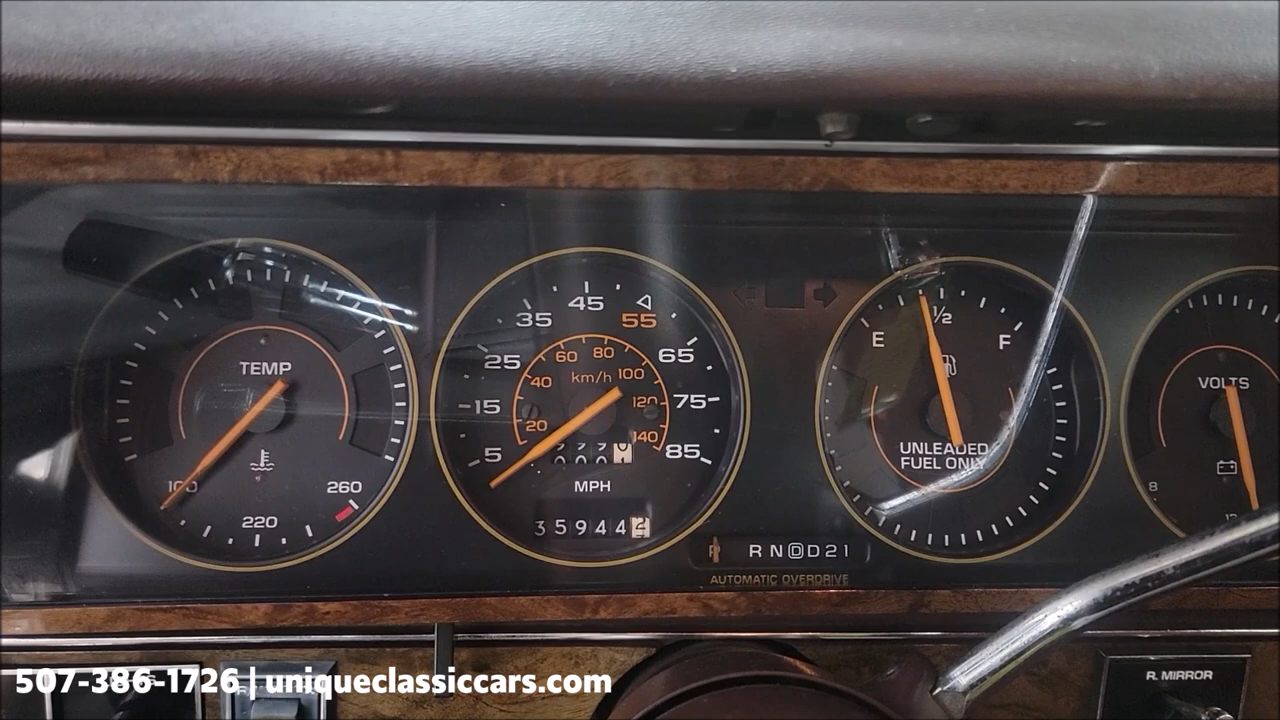 TEMP
100
260
220
45
35
55
25
65
15
75
5
85
60 80
40
100
km/h
20
120
140
MPH
359442
E
½
F
UNLEADED
FUEL ONLY
P R N D D 2 1
AUTOMATIC OVERDRIVE
VOLTS
8
R. MIRROR
507-386-1726 | uniqueclassiccars.com